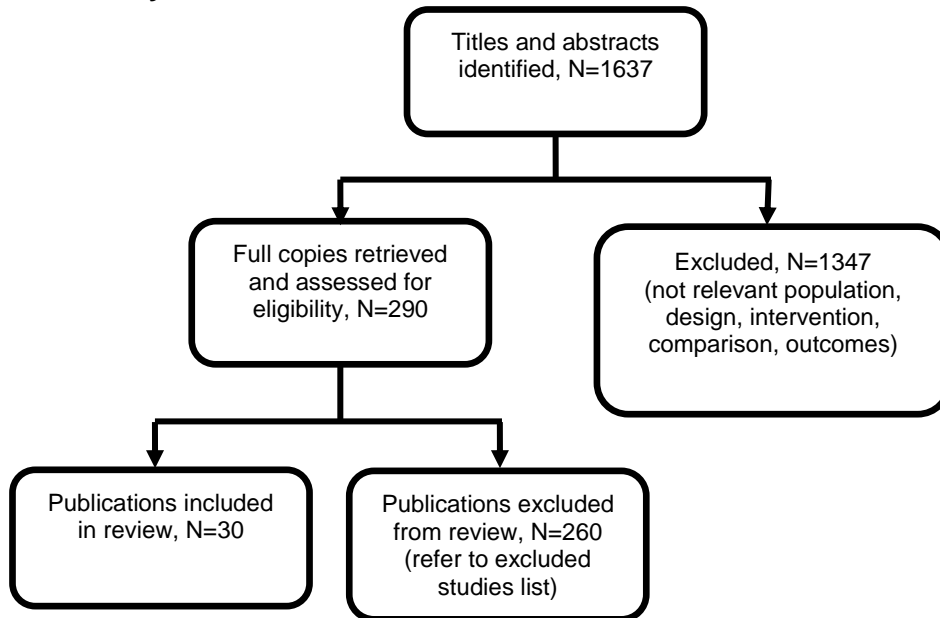 Titles and abstracts
identified, N=1637
Full copies retrieved
and assessed for
eligibility, N=290
Excluded, N=1347
(not relevant population,
design, intervention,
comparison, outcomes)
Publications included
in review, N=30
Publications excluded
from review, N=260
(refer to excluded
studies list)